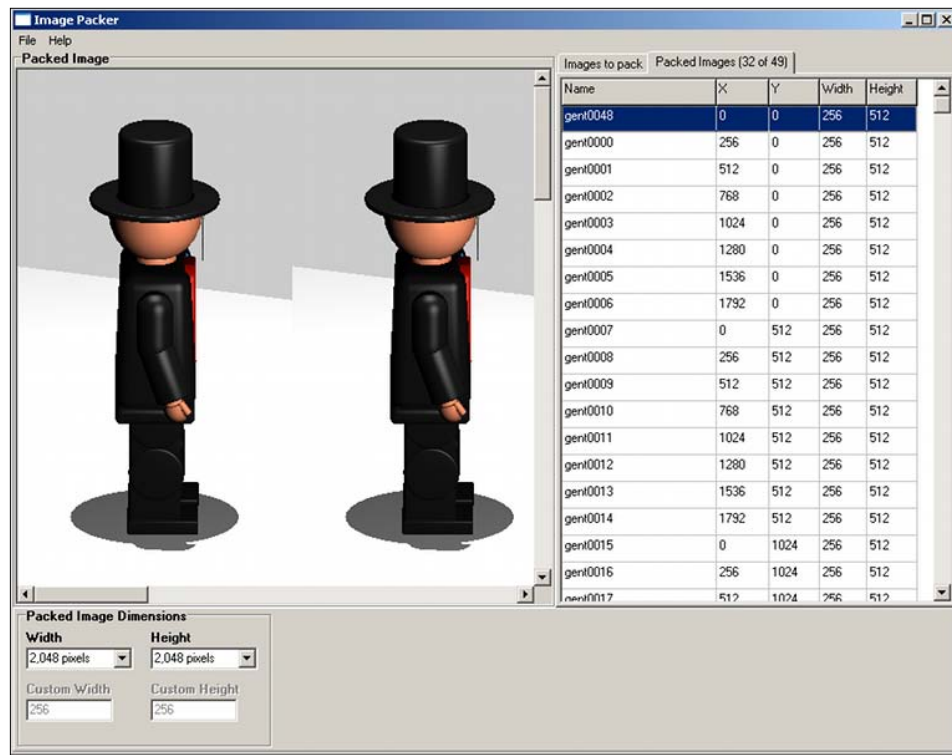 Image Packer
File Help
Packed Image
Images to pack Packed Images (32 of 49)
Name X Y Width Height
gent0048 0 0 256 512
gent0000 256 0 256 512
gent0001 512 0 256 512
gent0002 768 0 256 512
gent0003 1024 0 256 512
gent0004 1280 0 256 512
gent0005 1536 0 256 512
gent0006 1792 0 256 512
gent0007 0 512 256 512
gent0008 256 512 256 512
gent0009 512 512 256 512
gent0010 768 512 256 512
gent0011 1024 512 256 512
gent0012 1280 512 256 512
gent0013 1536 512 256 512
gent0014 1792 512 256 512
gent0015 0 1024 256 512
gent0016 256 1024 256 512
gent0017 512 1024 256 512
Packed Image Dimensions
Width Height
2,048 pixels 2,048 pixels
Custom Width Custom Height
256 256